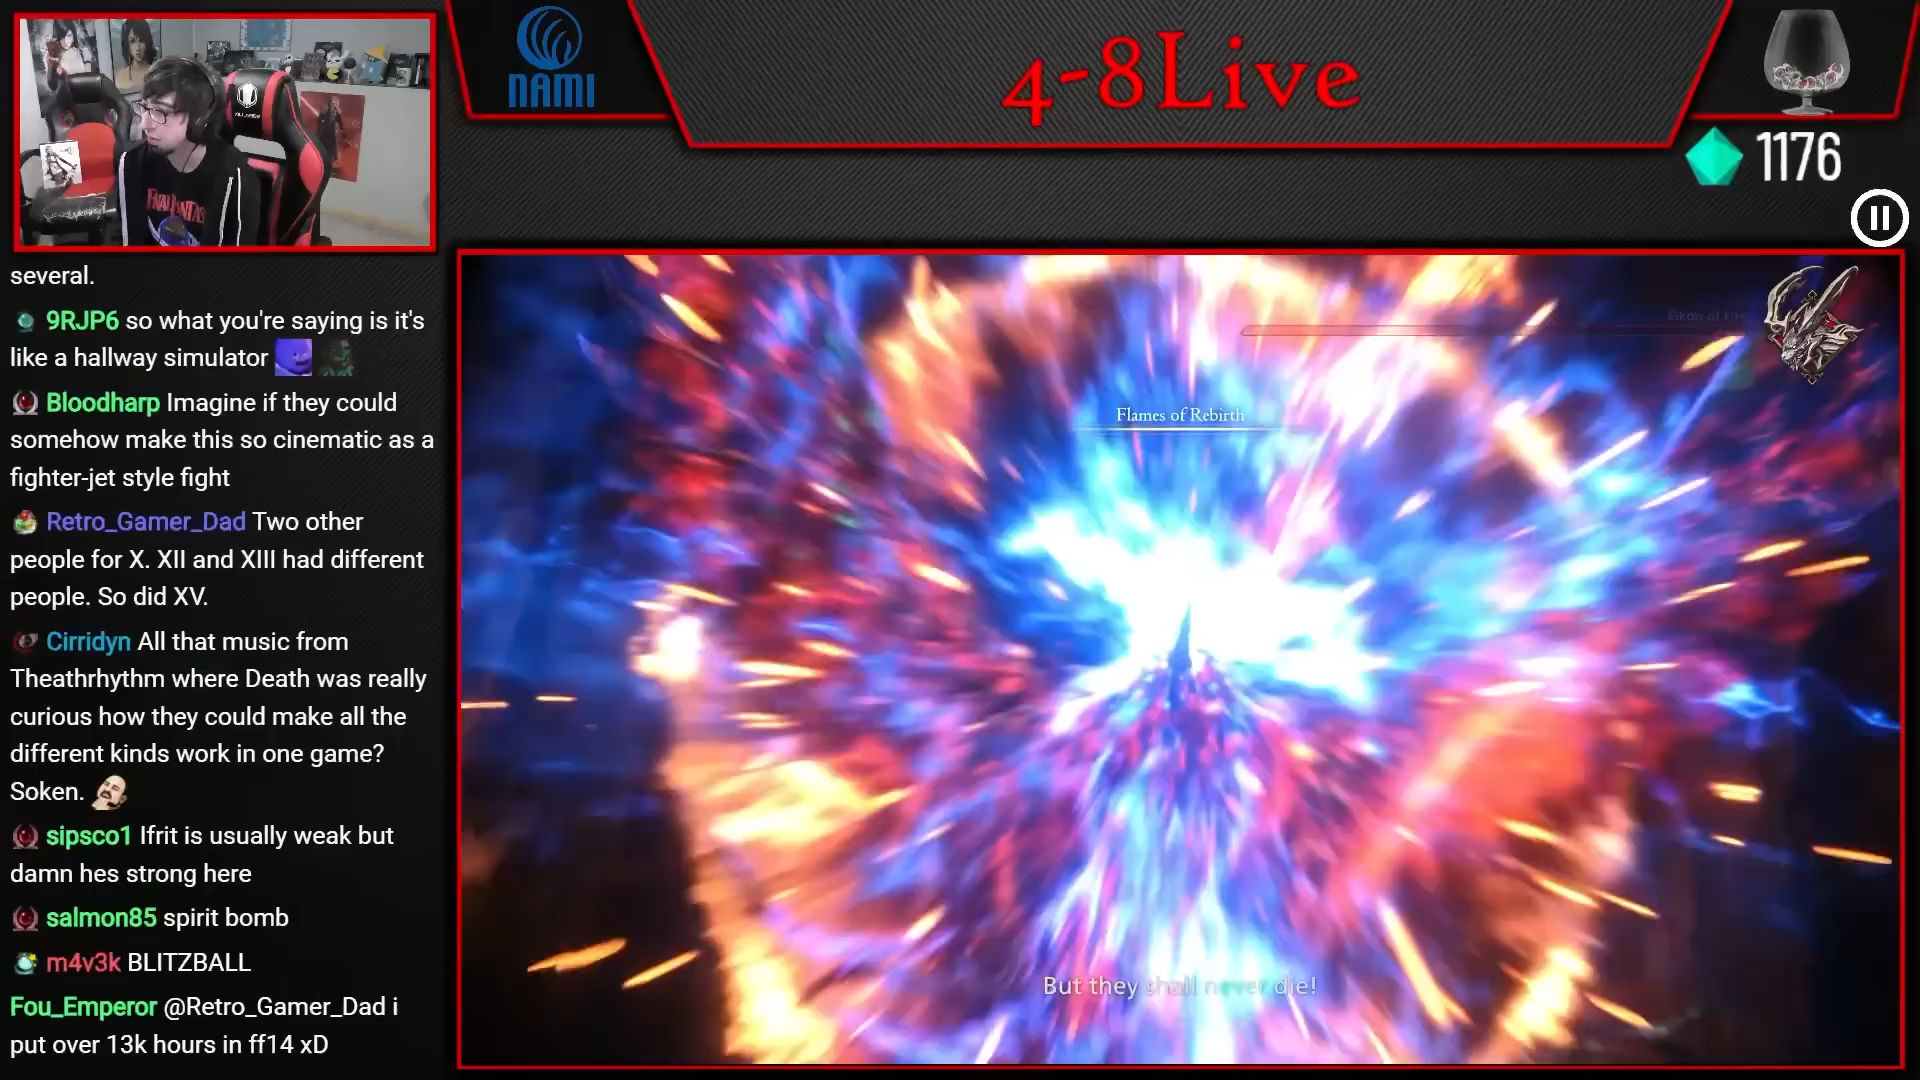 NAMI
4-8Live
1176
several.
9RJP6 so what you're saying is it's
like a hallway simulator
Bloodharp Imagine if they could
somehow make this so cinematic as a
fighter-jet style fight
Retro_Gamer_Dad Two other
people for X. XII and XIII had different
people. So did XV.
Cirridyn All that music from
Theathrhythm where Death was really
curious how they could make all the
different kinds work in one game?
Soken.
sipsco1 Ifrit is usually weak but
damn hes strong here
salmon85 spirit bomb
m4v3k BLITZBALL
Fou_Emperor @Retro_Gamer_Dad i
put over 13k hours in ff14 xD
Flames of Rebirth
But they shall never die!